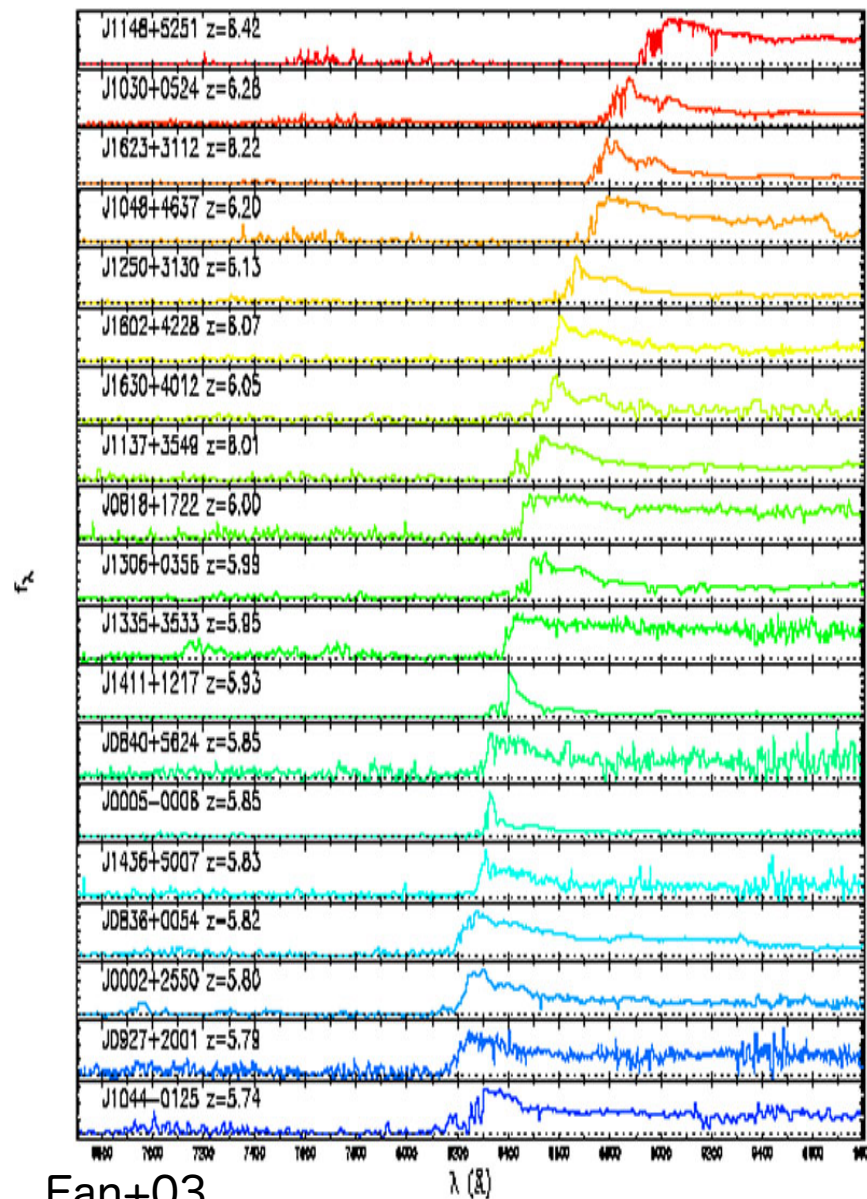 J1148+5251 z=6.42
J1030+0524 z=6.28
J1623+3112 z=6.22
J1048+4637 z=6.20
J1250+3130 z=6.13
J1602+4228 z=6.07
J1630+4012 z=6.05
J1137+3549 z=6.01
J0818+1722 z=6.00
J1306+0356 z=5.99
J1335+3533 z=5.95
J1411+1217 z=5.93
J0840+5624 z=5.85
J0005-0006 z=5.85
J1436+5007 z=5.83
J0836+0054 z=5.82
J0002+2550 z=5.80
J0927+2001 z=5.79
J1044-0125 z=5.74
fλ
7600
λ (Å)
Fan+03